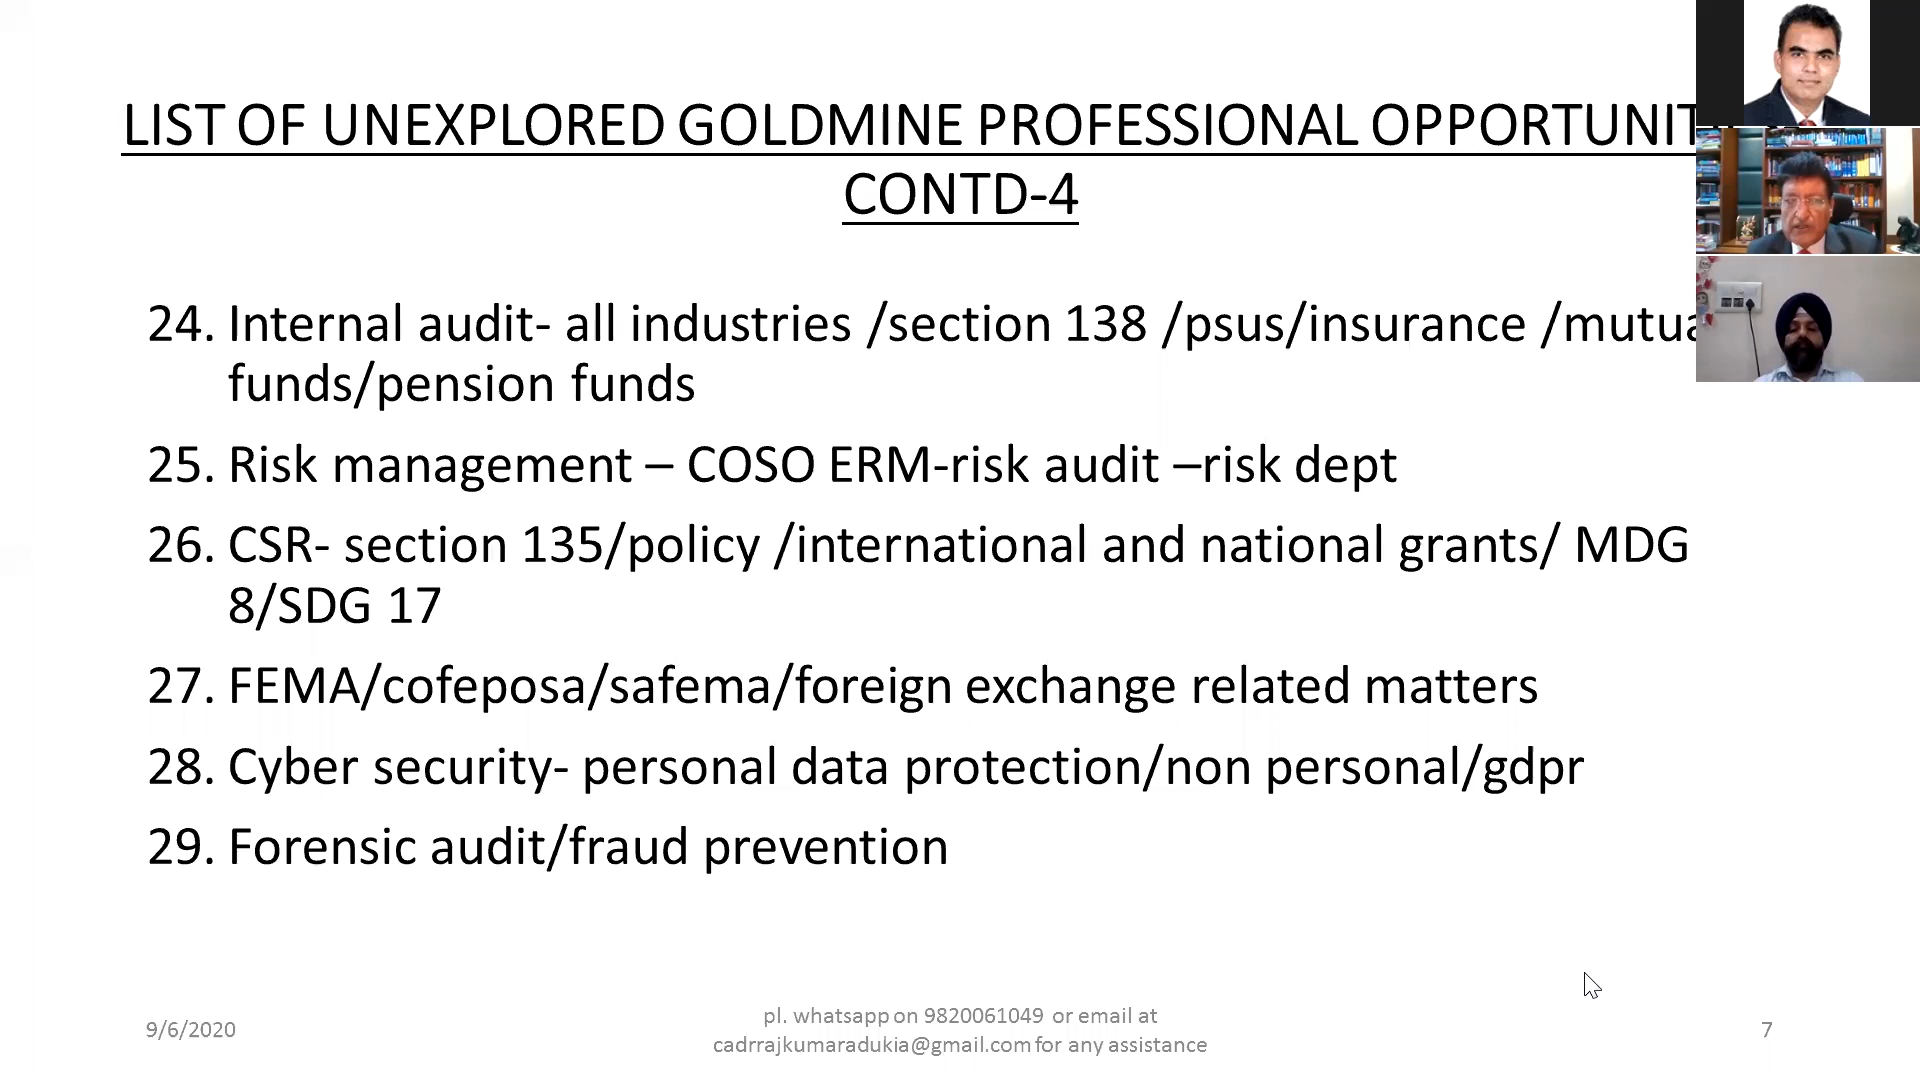 LIST OF UNEXPLORED GOLDMINE PROFESSIONAL
CONTD-4
24. Internal audit- all industries /section 138 /psus/insurance
funds/pension funds
25. Risk management – COSO ERM-risk audit –risk dept
26. CSR- section 135/policy /international and national grants/ MDG
8/SDG 17
27. FEMA/cofeposa/safema/foreign exchange related matters
28. Cyber security- personal data protection/non personal/gdpr
29. Forensic audit/fraud prevention
9/6/2020
pl. whatsapp on 9820061049 or email at
cadrrajkumaradukia@gmail.com for any assistance
7